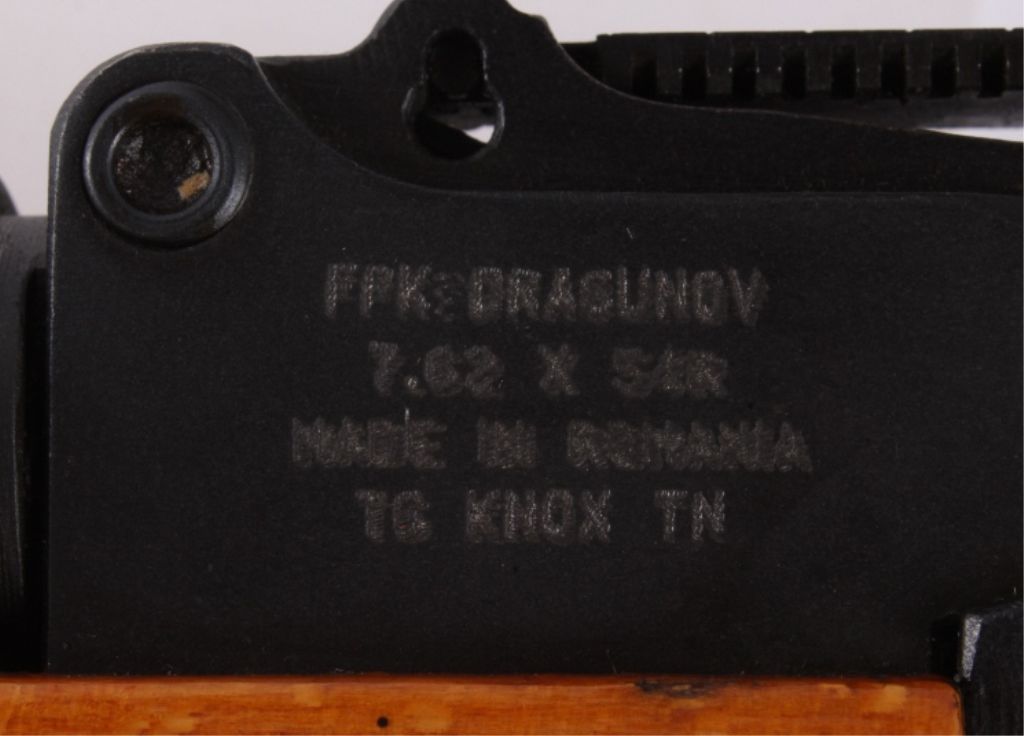 FPK DRAGUNOV
7.62 X 54R
MADE IN ROMANIA
TG KNOX TN